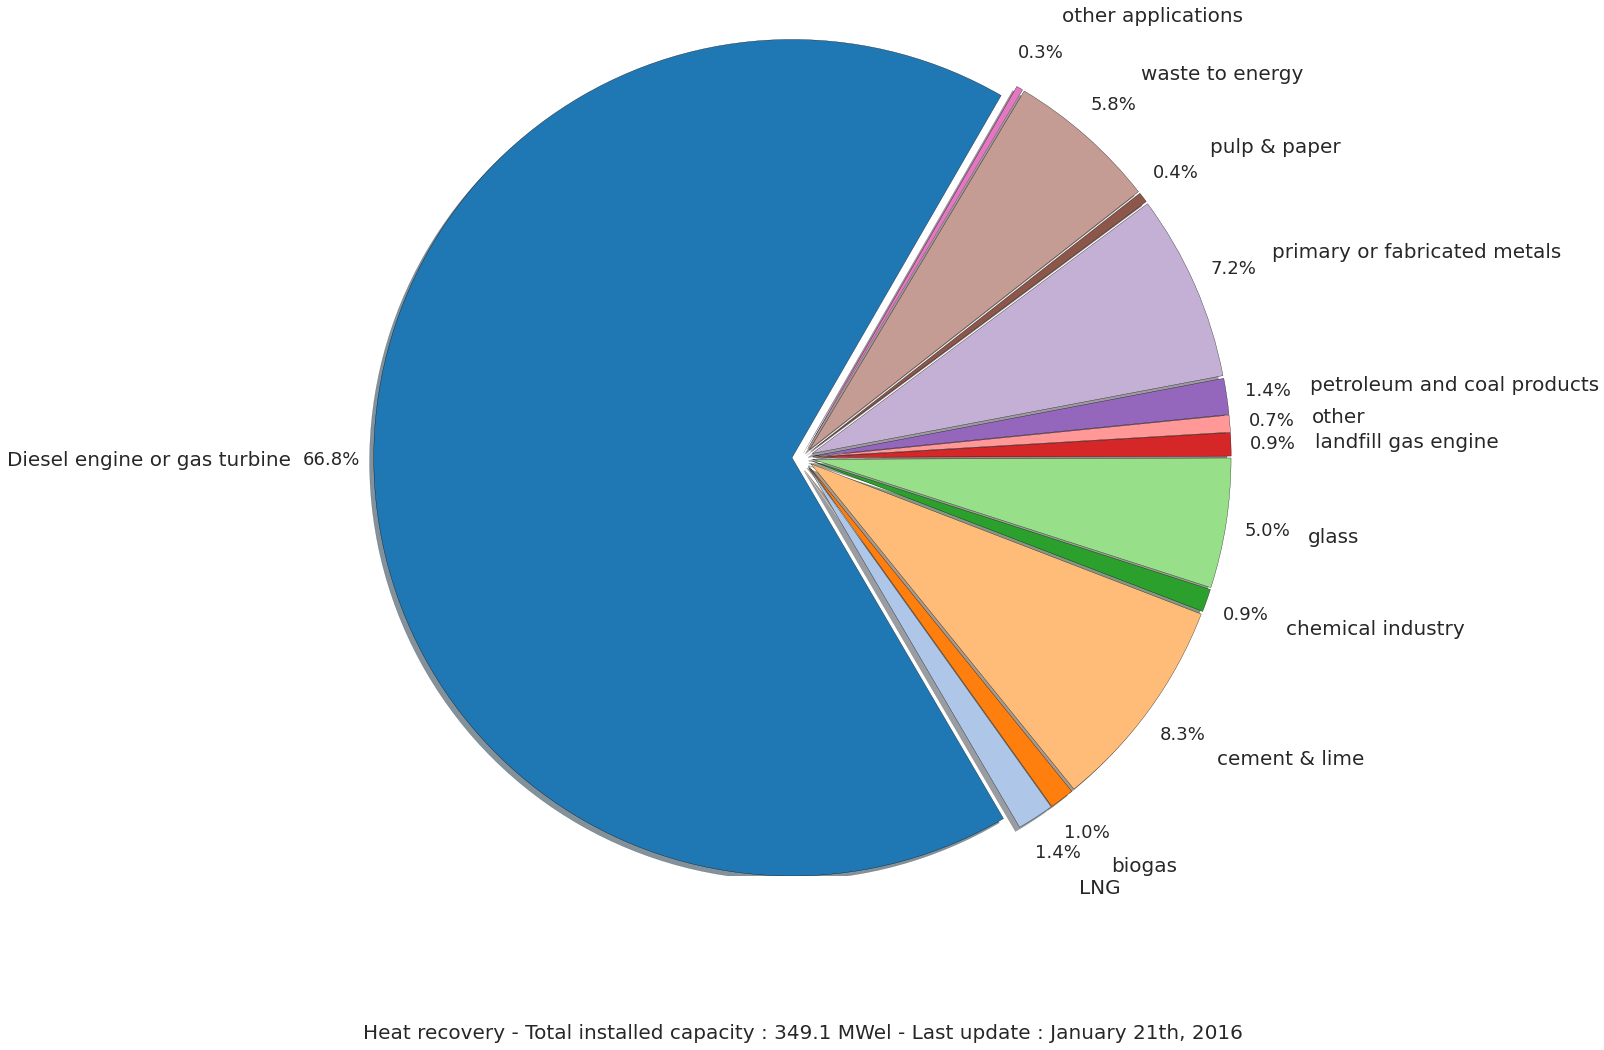 other applications
0.3%
waste to energy
5.8%
pulp & paper
0.4%
primary or fabricated metals
7.2%
petroleum and coal products
1.4%
other
0.7%
landfill gas engine
0.9%
Diesel engine or gas turbine 66.8%
5.0%
glass
0.9%
chemical industry
8.3%
cement & lime
1.0%
biogas
1.4%
LNG
Heat recovery - Total installed capacity : 349.1 MWel - Last update : January 21th, 2016